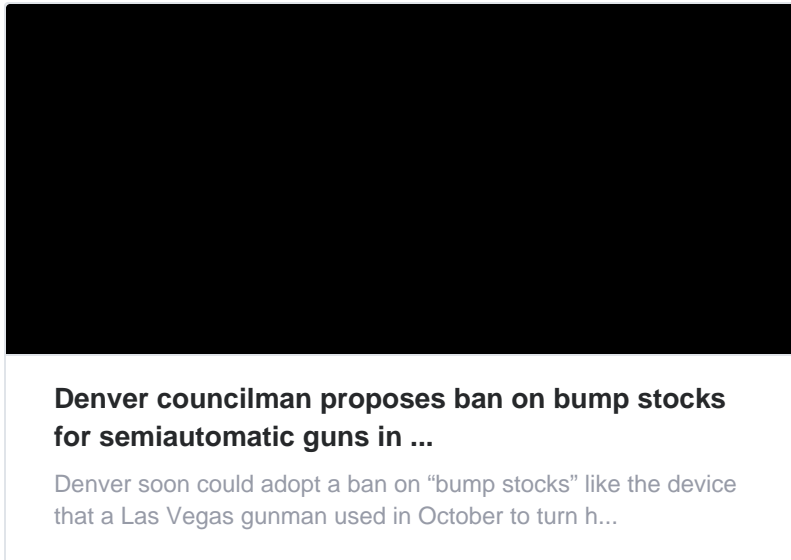 Denver councilman proposes ban on bump stocks
for semiautomatic guns in ...
Denver soon could adopt a ban on “bump stocks” like the device
that a Las Vegas gunman used in October to turn h...